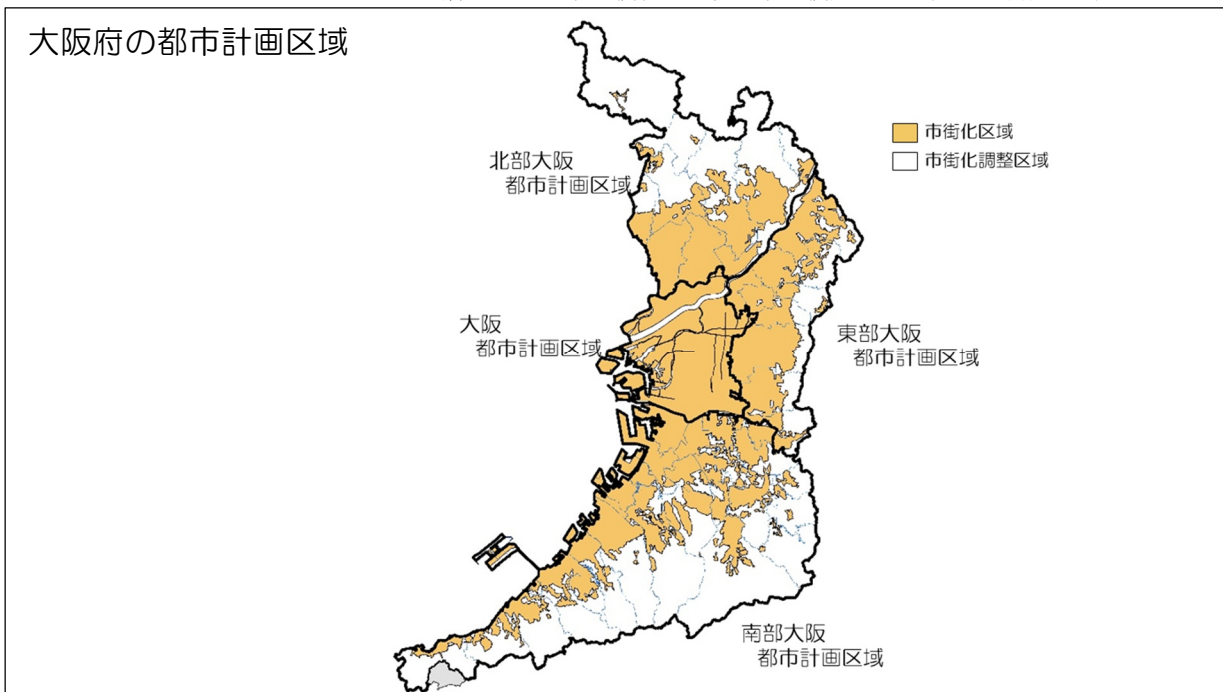 大阪府の都市計画区域
市街化区域
市街化調整区域
北部大阪
都市計画区域
大阪
都市計画区域
東部大阪
都市計画区域
南部大阪
都市計画区域